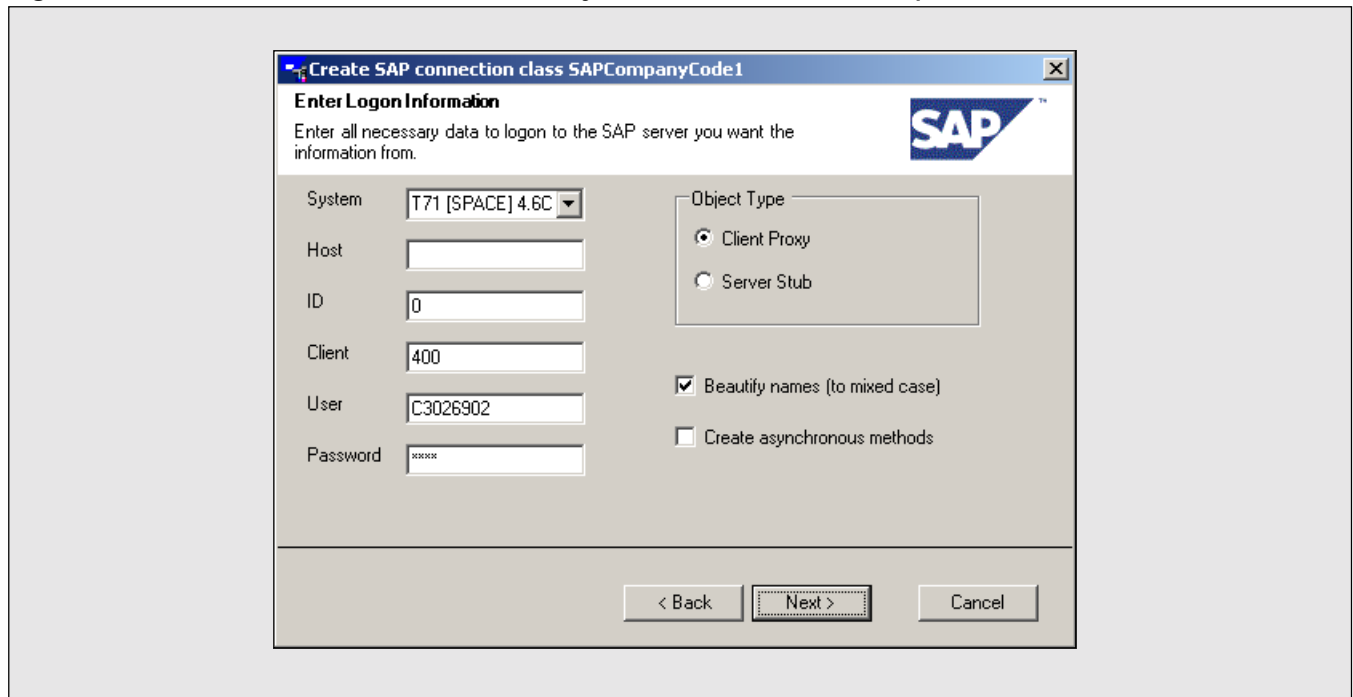 Create SAP connection class SAPCompanyCode1
Enter Logon Information
Enter all necessary data to logon to the SAP server you want the
information from.
SAP ™
System
T71 [SPACE] 4.6C
Host
ID
0
Client
400
User
C3026902
Password
****
Object Type
Client Proxy
Server Stub
Beautify names (to mixed case)
Create asynchronous methods
< Back
Next >
Cancel